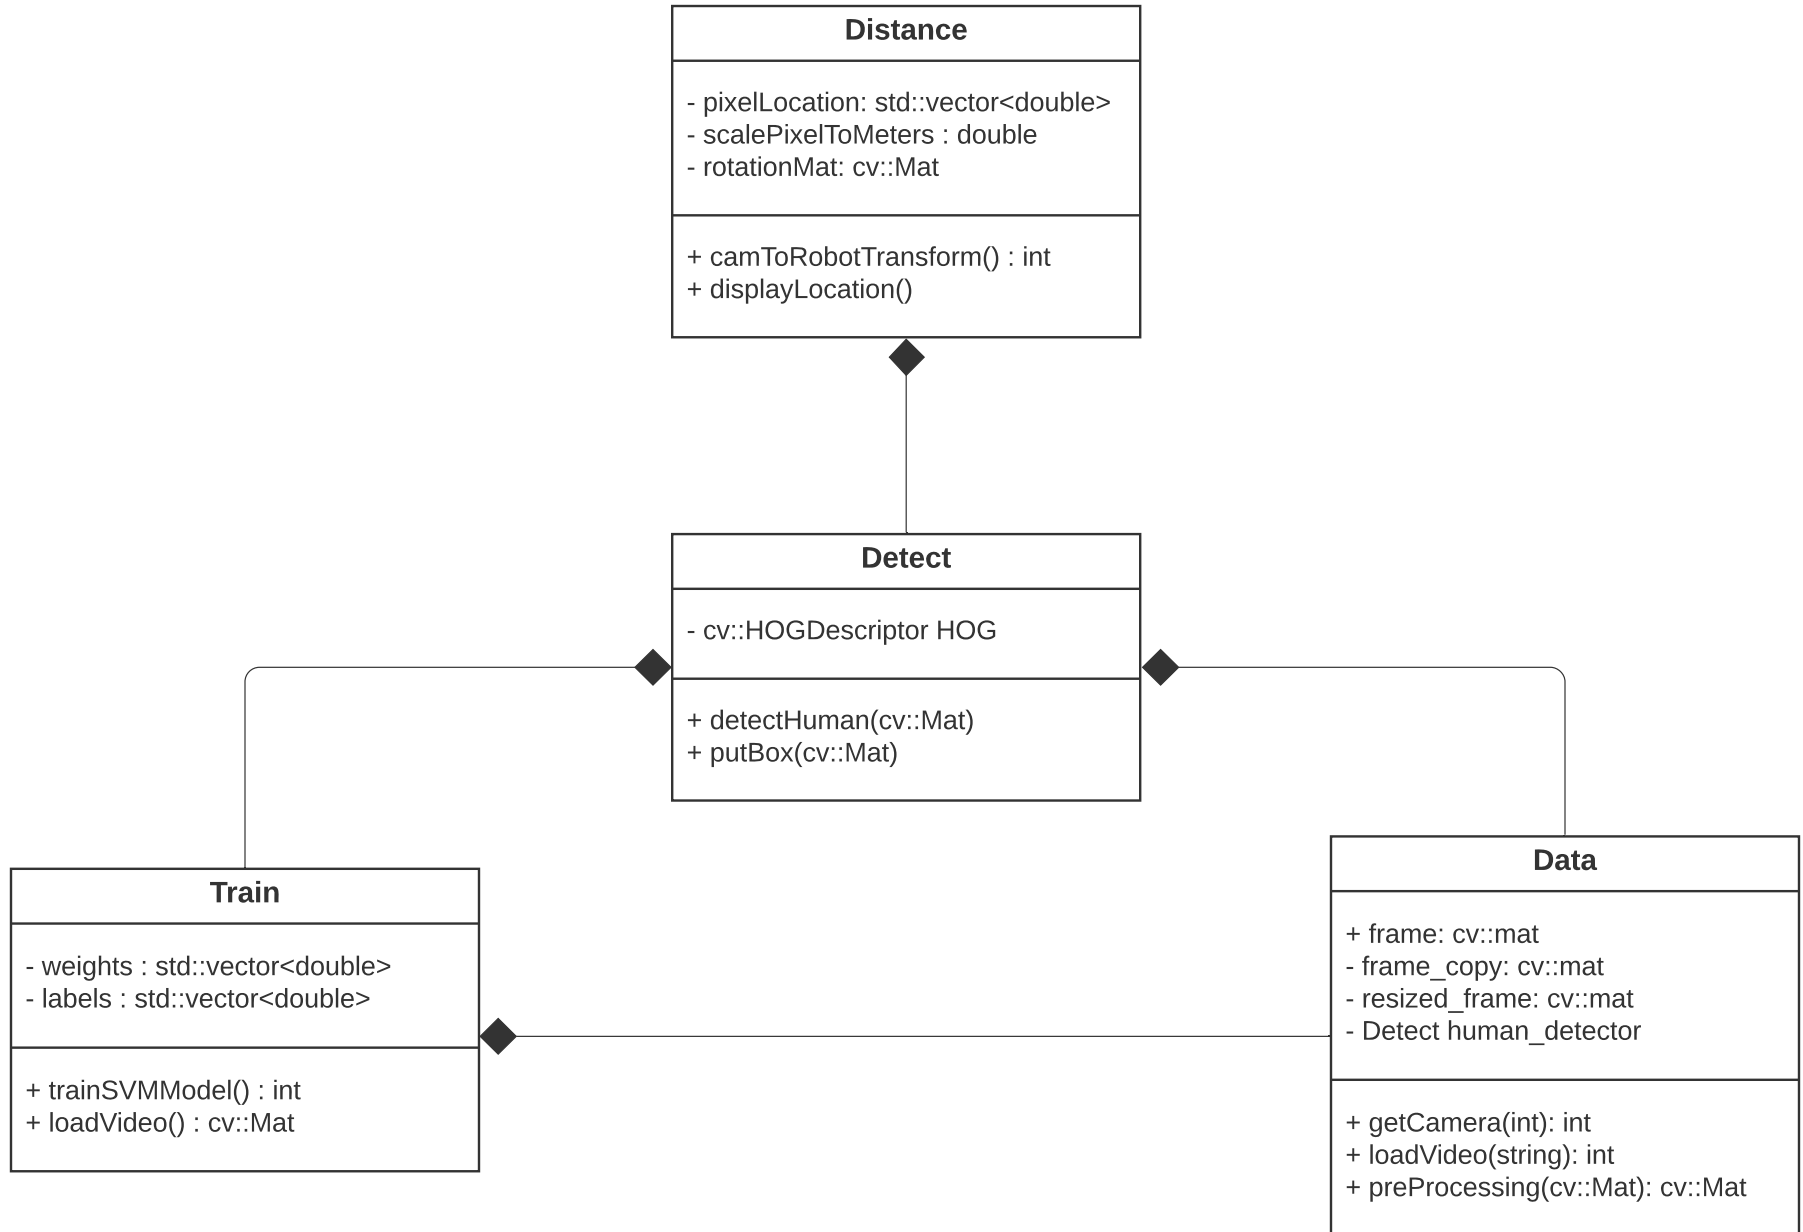 Distance
- pixelLocation: std::vector<double>
- scalePixelToMeters : double
- rotationMat: cv::Mat
+ camToRobotTransform() : int
+ displayLocation()
Detect
- cv::HOGDescriptor HOG
+ detectHuman(cv::Mat)
+ putBox(cv::Mat)
Train
- weights : std::vector<double>
- labels : std::vector<double>
+ trainSVMModel() : int
+ loadVideo() : cv::Mat
Data
+ frame: cv::mat
- frame_copy: cv::mat
- resized_frame: cv::mat
- Detect human_detector
+ getCamera(int): int
+ loadVideo(string): int
+ preProcessing(cv::Mat): cv::Mat